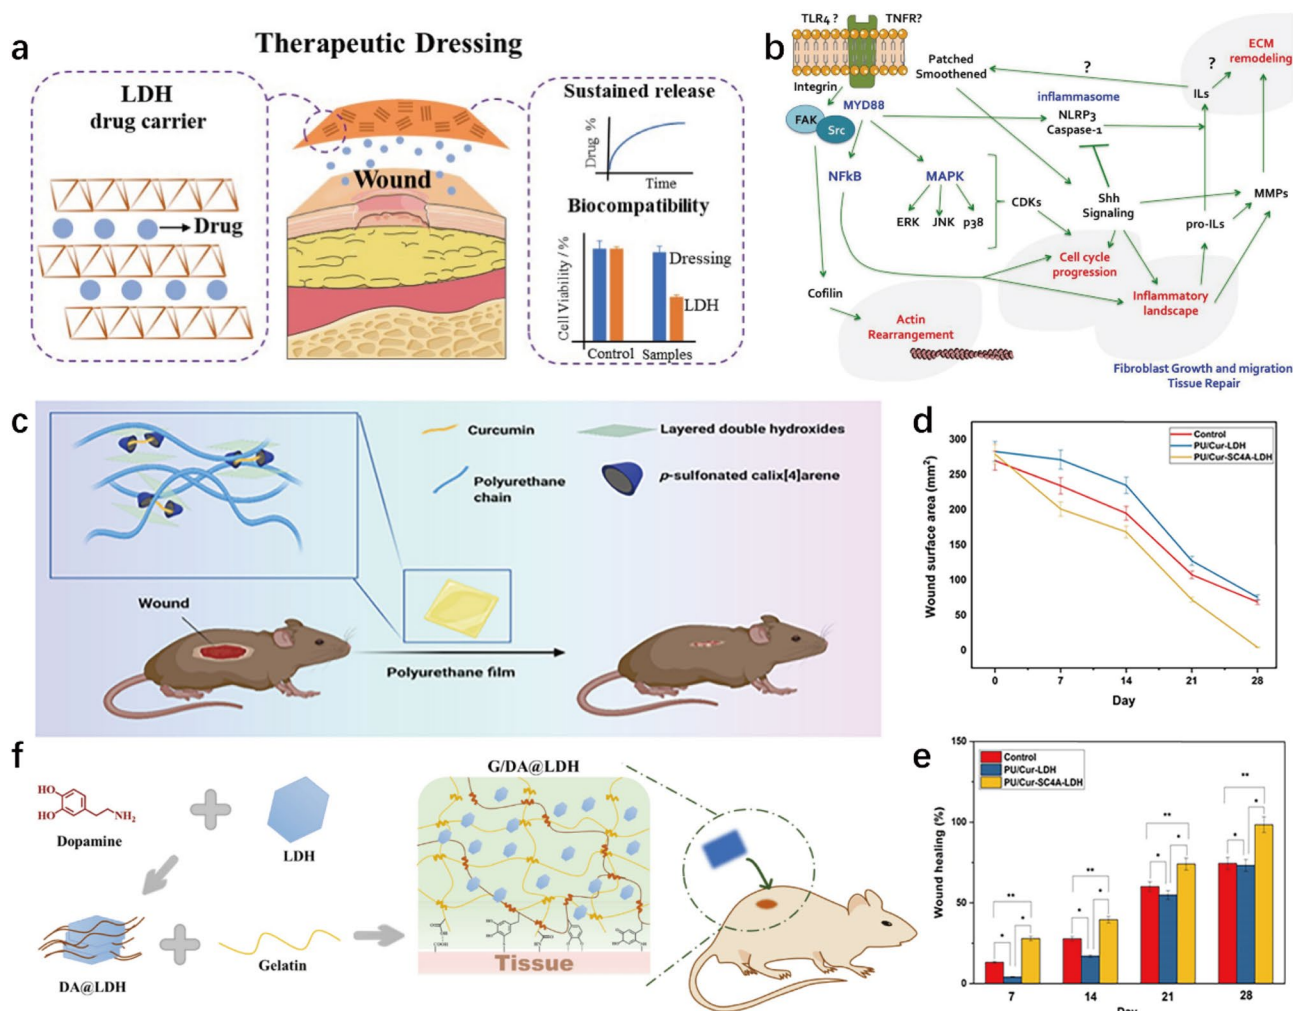 a
Therapeutic Dressing
LDH
drug carrier
Drug
Wound
Sustained release
Drug %
Time
Biocompatibility
Cell Viability / %
Dressing
LDH
Control Samples
b
TLR4 ?
TNFR?
Integrin
FAK
Src
MYD88
Patched
Smoothened
?
?
ECM
remodeling
ILs
inflammasome
NLRP3
Caspase-1
NFkB
MAPK
ERK JNK p38
CDKs
Shh
Signaling
MMPs
pro-ILs
Cell cycle
progression
Cofilin
Inflammatory
landscape
Actin
Rearrangement
Fibroblast Growth and migration
Tissue Repair
c
Curcumin
Layered double hydroxides
Polyurethane
chain
p-sulfonated calix[4]arene
Wound
Polyurethane film
d
Control
PU/Cur-LDH
PU/Cur-SC4A-LDH
Wound surface area (mm²)
300
250
200
150
100
50
0
0 7 14 21 28
Day
f
HO
HO
NH₂
Dopamine
LDH
DA@LDH
Gelatin
G/DA@LDH
Tissue
e
Control
PU/Cur-LDH
PU/Cur-SC4A-LDH
Wound healing (%)
150
100
50
0
** * *
** * *
** * *
** * *
7 14 21 28
Day